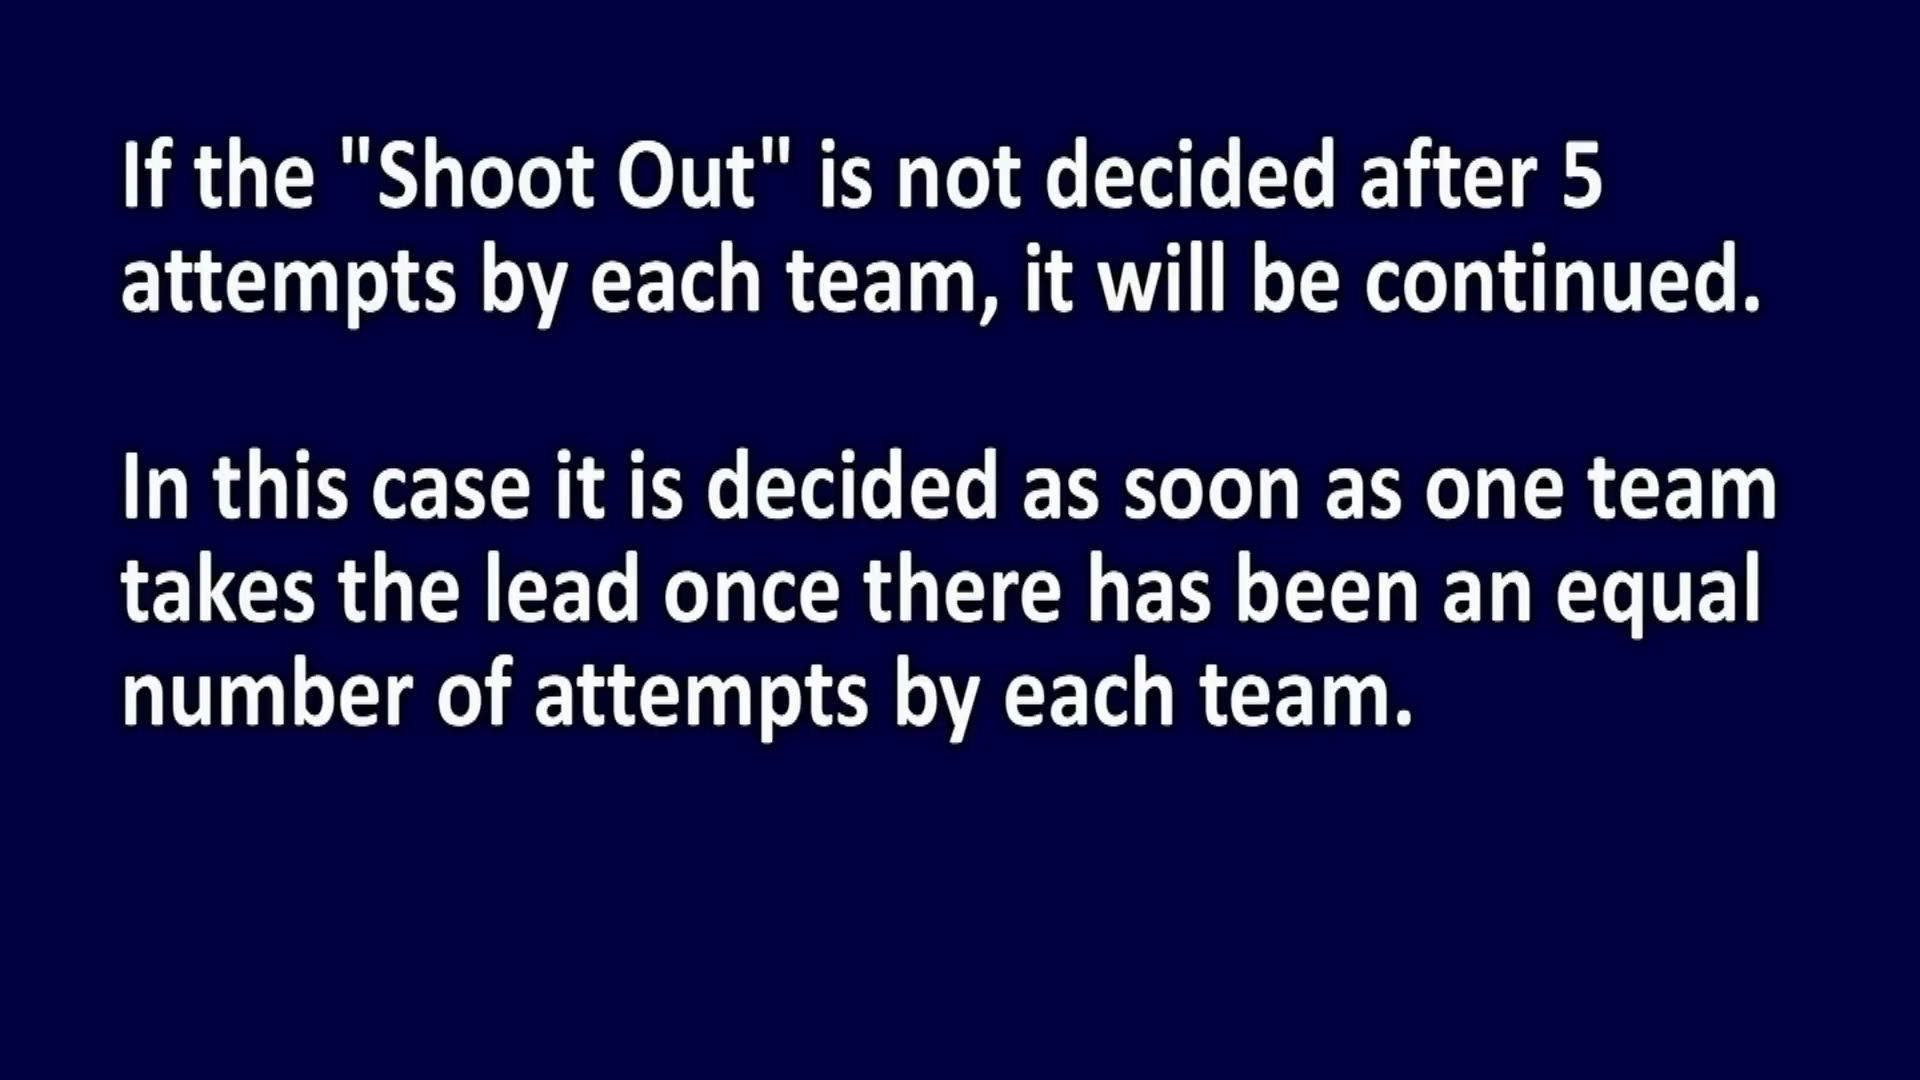 If the "Shoot Out" is not decided after 5
attempts by each team, it will be continued.
In this case it is decided as soon as one team
takes the lead once there has been an equal
number of attempts by each team.